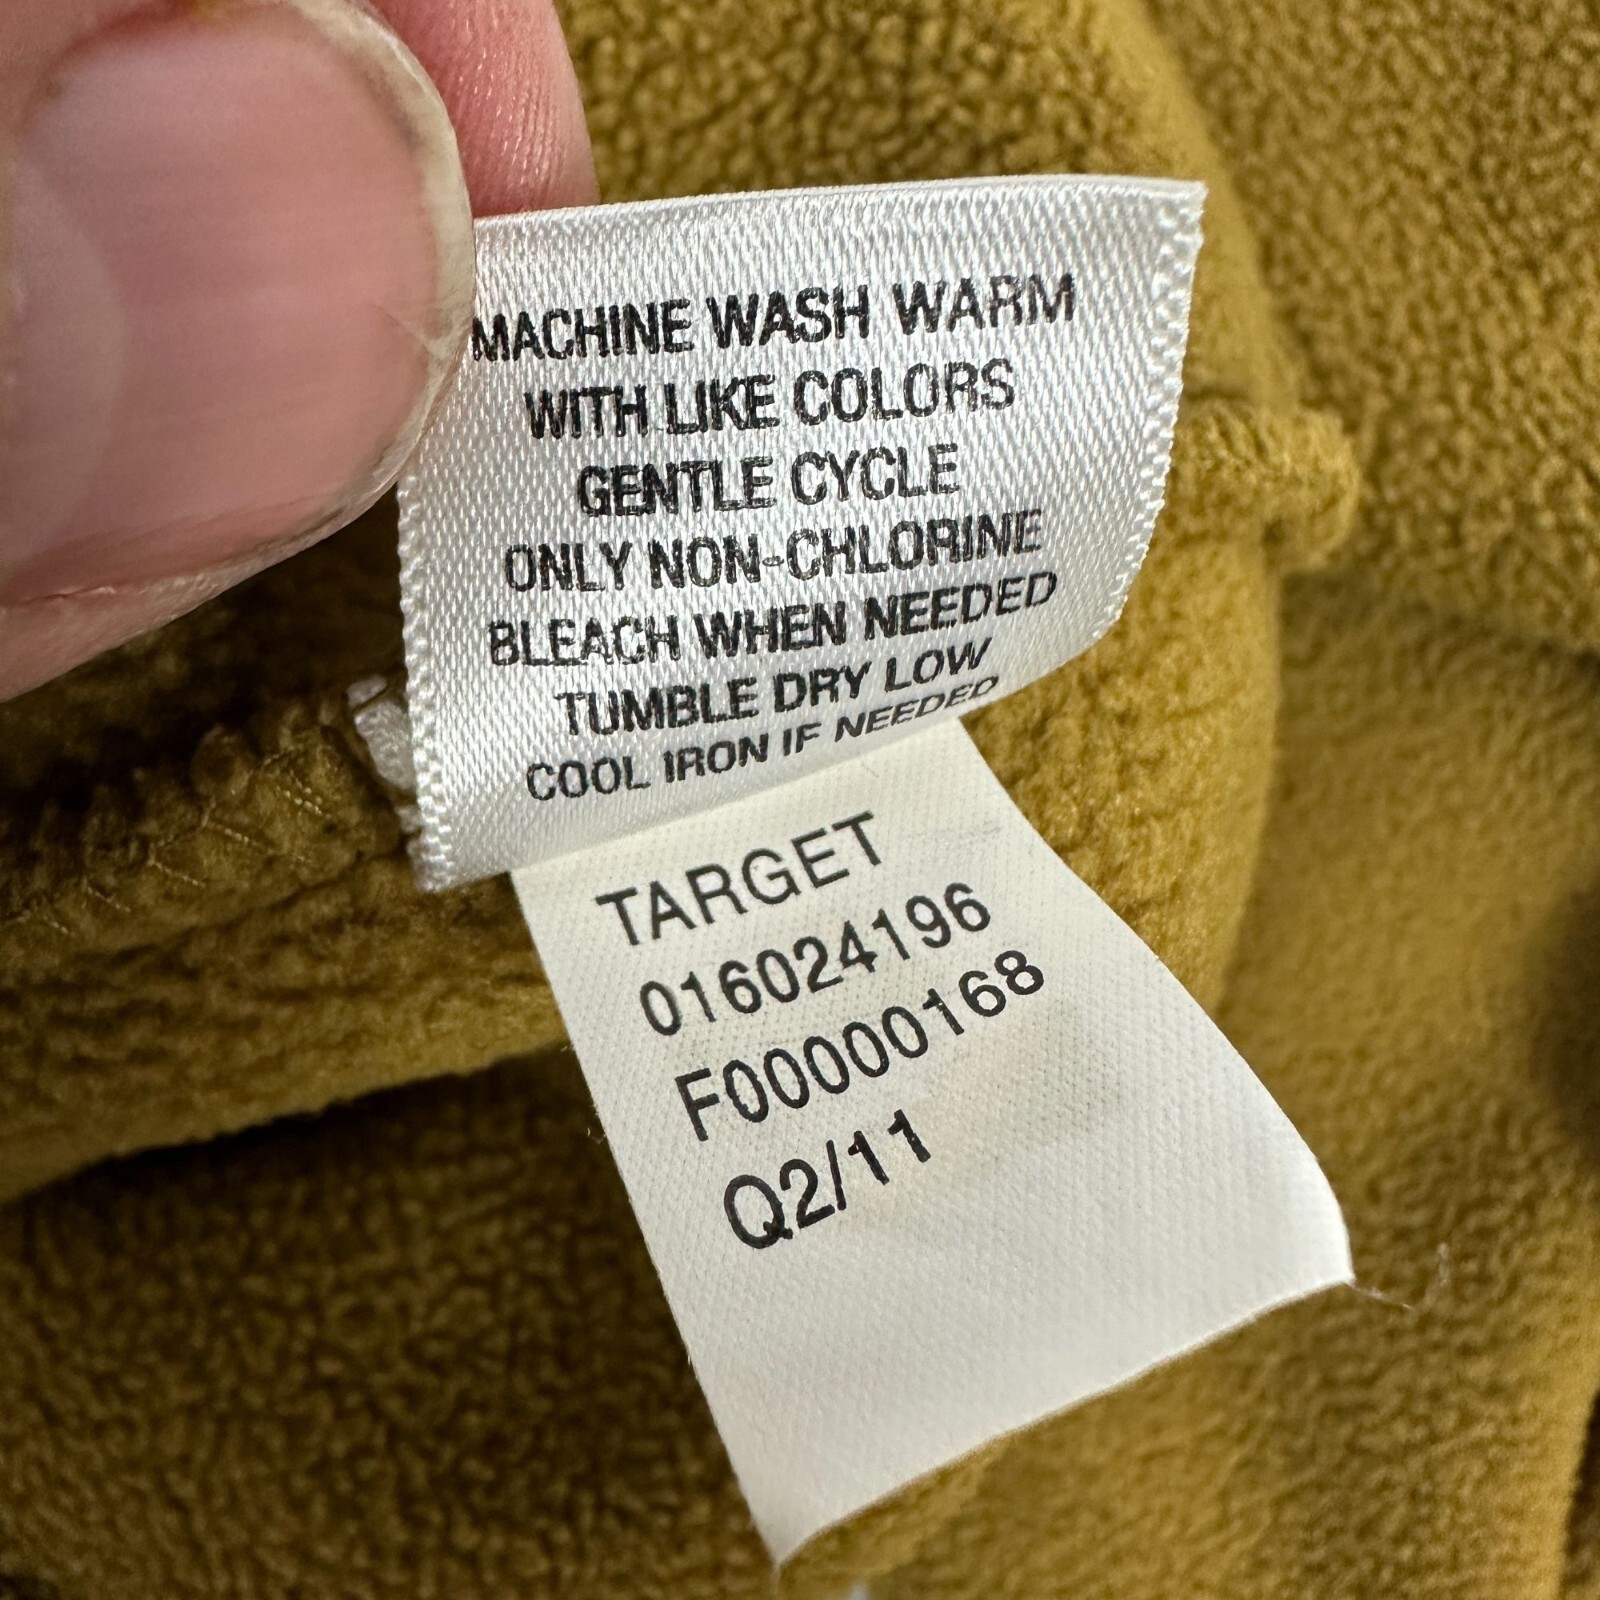 MACHINE WASH WARM
WITH LIKE COLORS
GENTLE CYCLE
ONLY NON-CHLORINE
BLEACH WHEN NEEDED
TUMBLE DRY LOW
COOL IRON IF NEEDED
TARGET
016024196
F00000168
Q2/11